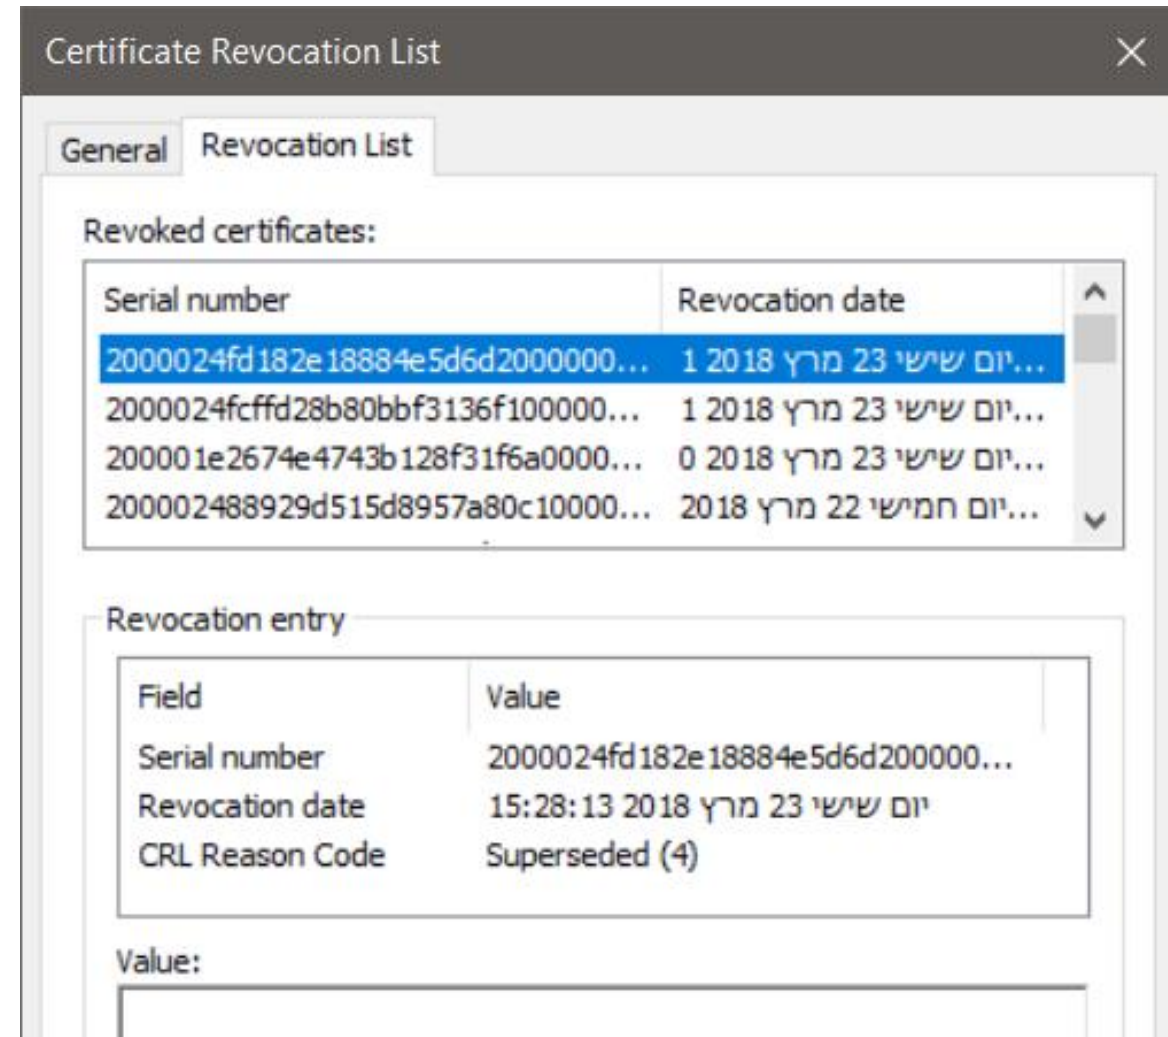 Certificate Revocation List
General Revocation List
Revoked certificates:
Serial number Revocation date
2000024fd182e18884e5d6d2000000... ...יום שישי 23 מרץ 2018 1
2000024fcffd28b80bbf3136f100000... ...יום שישי 23 מרץ 2018 1
200001e2674e4743b128f31f6a0000... ...יום שישי 23 מרץ 2018 0
200002488929d515d8957a80c10000... ...יום חמישי 22 מרץ 2018
Revocation entry
Field Value
Serial number 2000024fd182e18884e5d6d200000...
Revocation date יום שישי 23 מרץ 2018 15:28:13
CRL Reason Code Superseded (4)
Value: